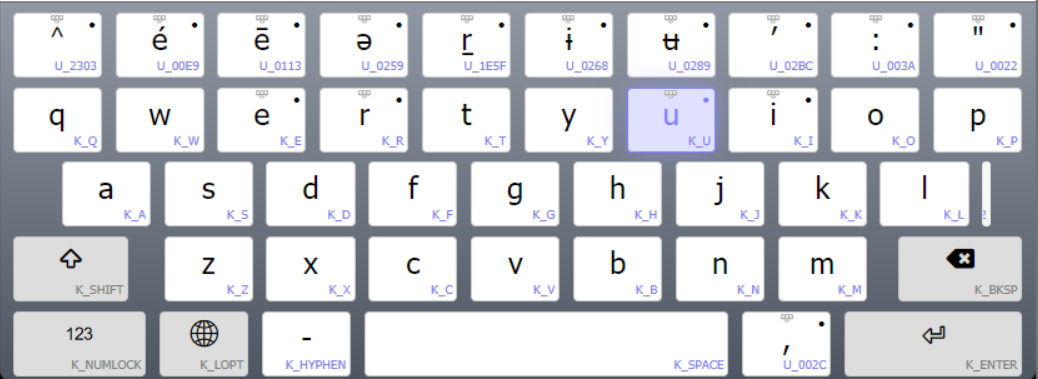 ^ é ē ə ṟ ɨ ʉ ʼ : "
U_2303 U_00E9 U_0113 U_0259 U_1E5F U_0268 U_0289 U_02BC U_003A U_0022
q w e r t y u i o p
K_Q K_W K_E K_R K_T K_Y K_U K_I K_O K_P
a s d f g h j k l
K_A K_S K_D K_F K_G K_H K_J K_K K_L
z x c v b n m
K_SHIFT K_Z K_X K_C K_V K_B K_N K_M K_BKSP
123 - ,
K_NUMLOCK K_LOPT K_HYPHEN K_SPACE U_002C K_ENTER